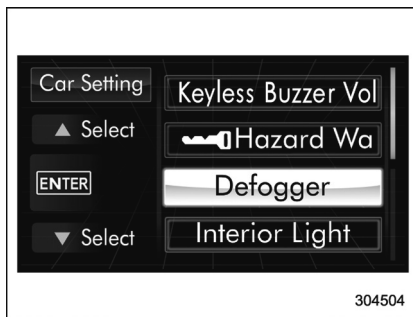 Car Setting
Keyless Buzzer Vol
▲ Select
Hazard Wa
ENTER
Defogger
▼ Select
Interior Light
304504